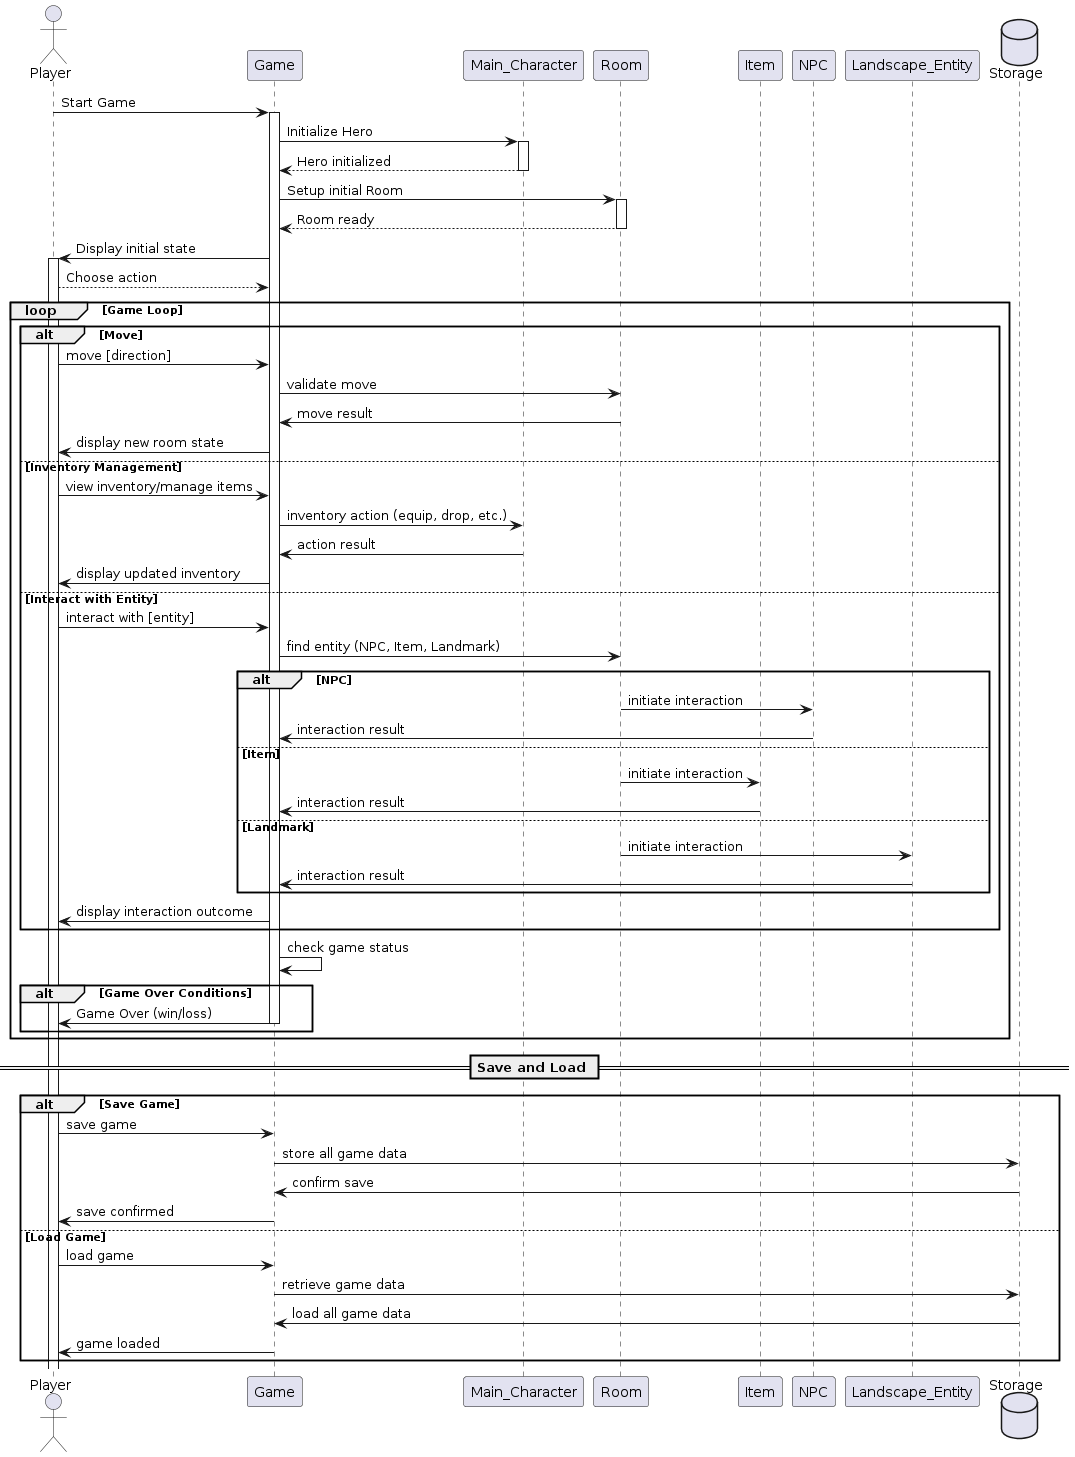 Player
Game
Main_Character
Room
Item
NPC
Landscape_Entity
Storage
Start Game
Initialize Hero
Hero initialized
Setup initial Room
Room ready
Display initial state
Choose action
loop [Game Loop]
alt [Move]
move [direction]
validate move
move result
display new room state
[Inventory Management]
view inventory/manage items
inventory action (equip, drop, etc.)
action result
display updated inventory
[Interact with Entity]
interact with [entity]
find entity (NPC, Item, Landmark)
alt [NPC]
initiate interaction
interaction result
[Item]
initiate interaction
interaction result
[Landmark]
initiate interaction
interaction result
display interaction outcome
check game status
alt [Game Over Conditions]
Game Over (win/loss)
Save and Load
alt [Save Game]
save game
store all game data
confirm save
save confirmed
[Load Game]
load game
retrieve game data
load all game data
game loaded
Player
Game
Main_Character
Room
Item
NPC
Landscape_Entity
Storage